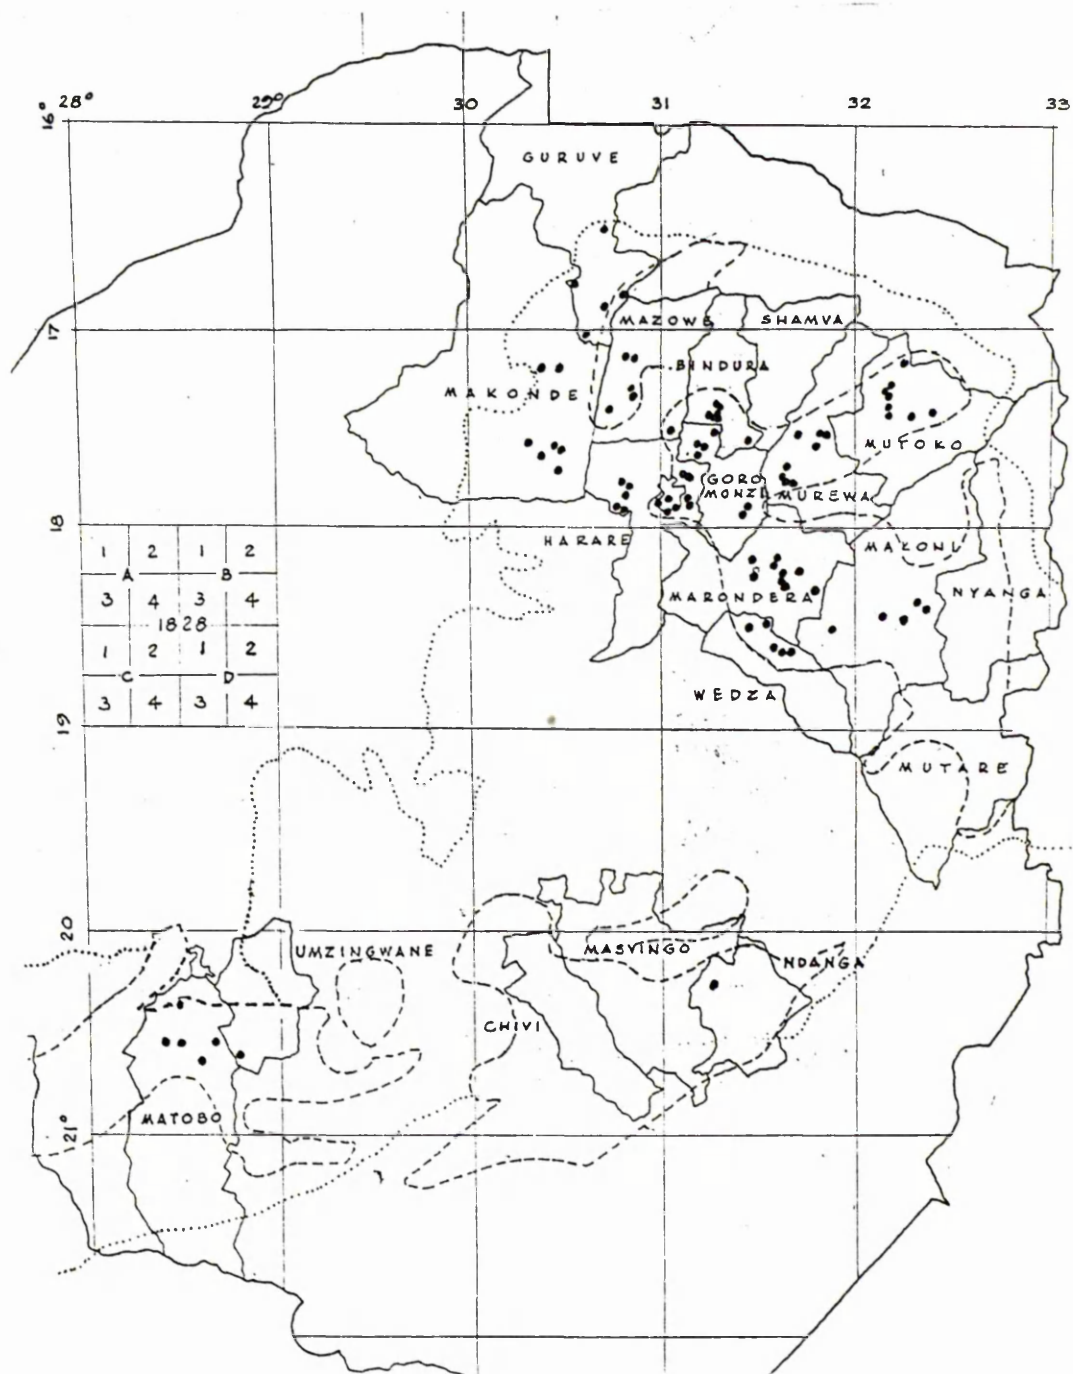 28° 29° 30 31 32 33
16°
GURUVE
MAZOWE SHAMVA
17
BINDURA
MAKONDE
MUTOKO
GORO
MONZI MUREWA
18
HARARE MAKONI
1 2 1 2
A B
3 4 3 4
1828
1 2 1 2
C D
3 4 3 4
MARONDERA NYANGA
WEDZA
19
MUTARE
20
UMZINGWANE MASVINGO NDANGA
CHIVI
MATOBO
21°